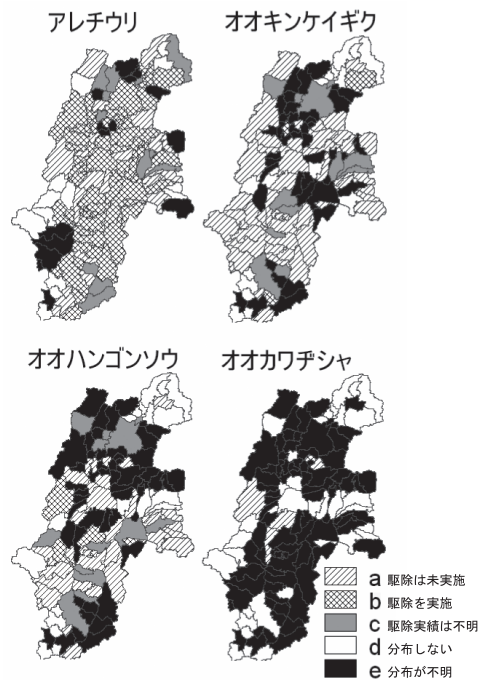 アレチウリ
オオキンケイギク
オオハンゴンソウ
オオカワヂシャ
a 駆除は未実施
b 駆除を実施
c 駆除実績は不明
d 分布しない
e 分布が不明